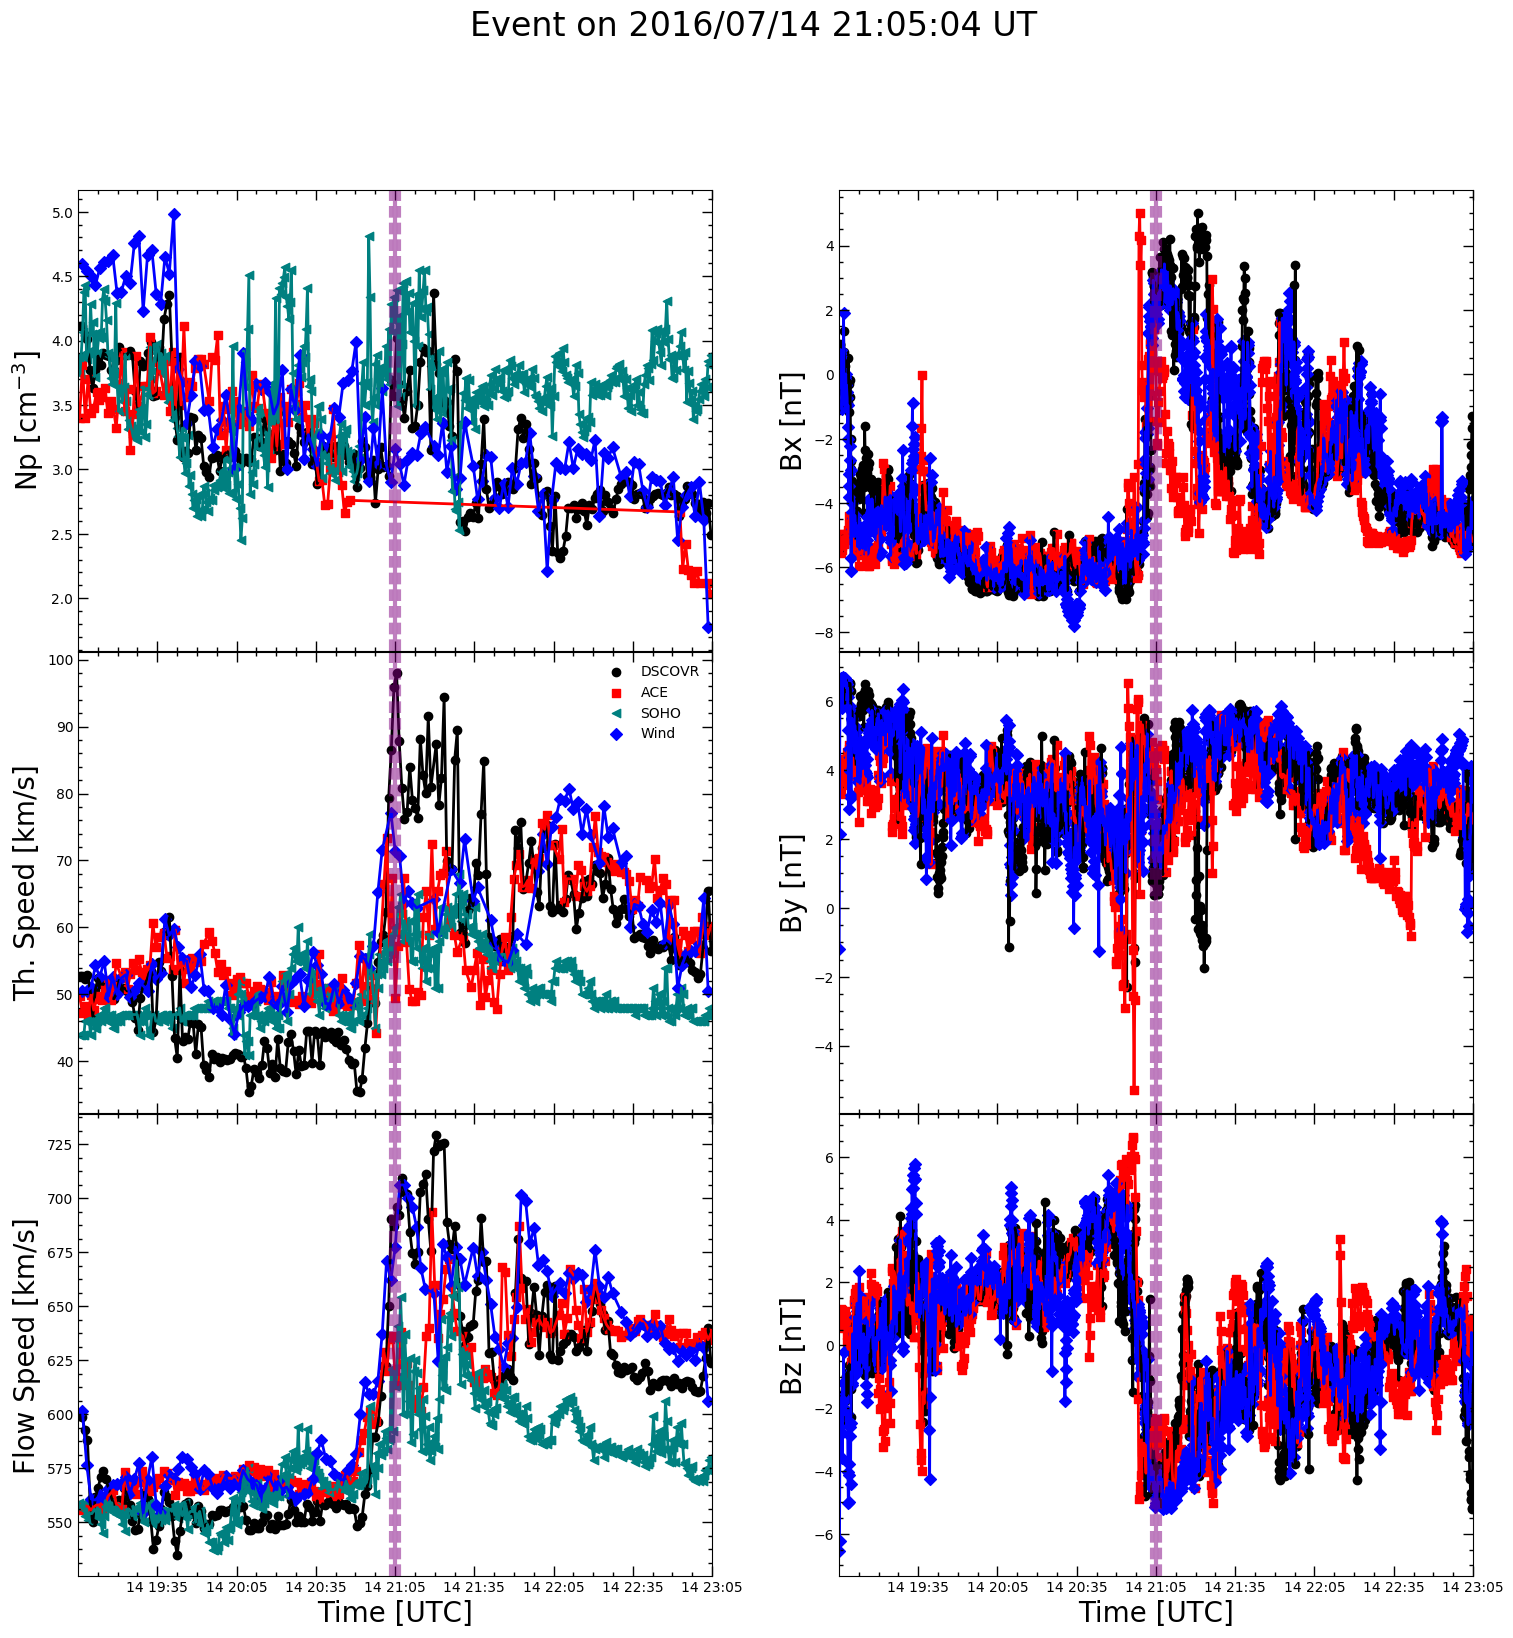 Event on 2016/07/14 21:05:04 UT
Np [cm⁻³]
5.0
4.5
4.0
3.5
3.0
2.5
2.0
Th. Speed [km/s]
100
90
80
70
60
50
40
DSCOVR
ACE
SOHO
Wind
Flow Speed [km/s]
725
700
675
650
625
600
575
550
14 19:35 14 20:05 14 20:35 14 21:05 14 21:35 14 22:05 14 22:35 14 23:05
Time [UTC]
Bx [nT]
4
2
0
−2
−4
−6
−8
By [nT]
6
4
2
0
−2
−4
Bz [nT]
6
4
2
0
−2
−4
−6
14 19:35 14 20:05 14 20:35 14 21:05 14 21:35 14 22:05 14 22:35 14 23:05
Time [UTC]